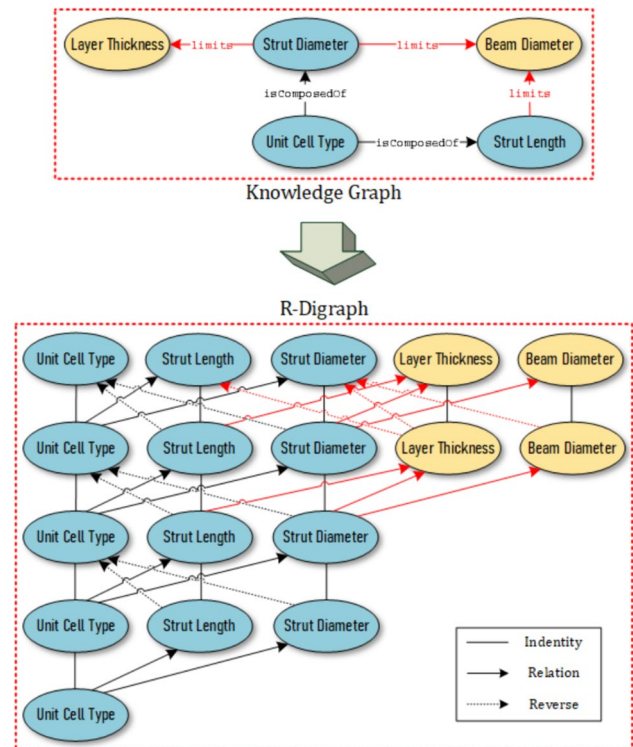 Layer Thickness limits Strut Diameter limits Beam Diameter
isComposedOf limits
Unit Cell Type isComposedOf Strut Length
Knowledge Graph
R-Digraph
Unit Cell Type Strut Length Strut Diameter Layer Thickness Beam Diameter
Unit Cell Type Strut Length Strut Diameter Layer Thickness Beam Diameter
Unit Cell Type Strut Length Strut Diameter
Unit Cell Type Strut Length Strut Diameter
Unit Cell Type
Indentity
Relation
Reverse